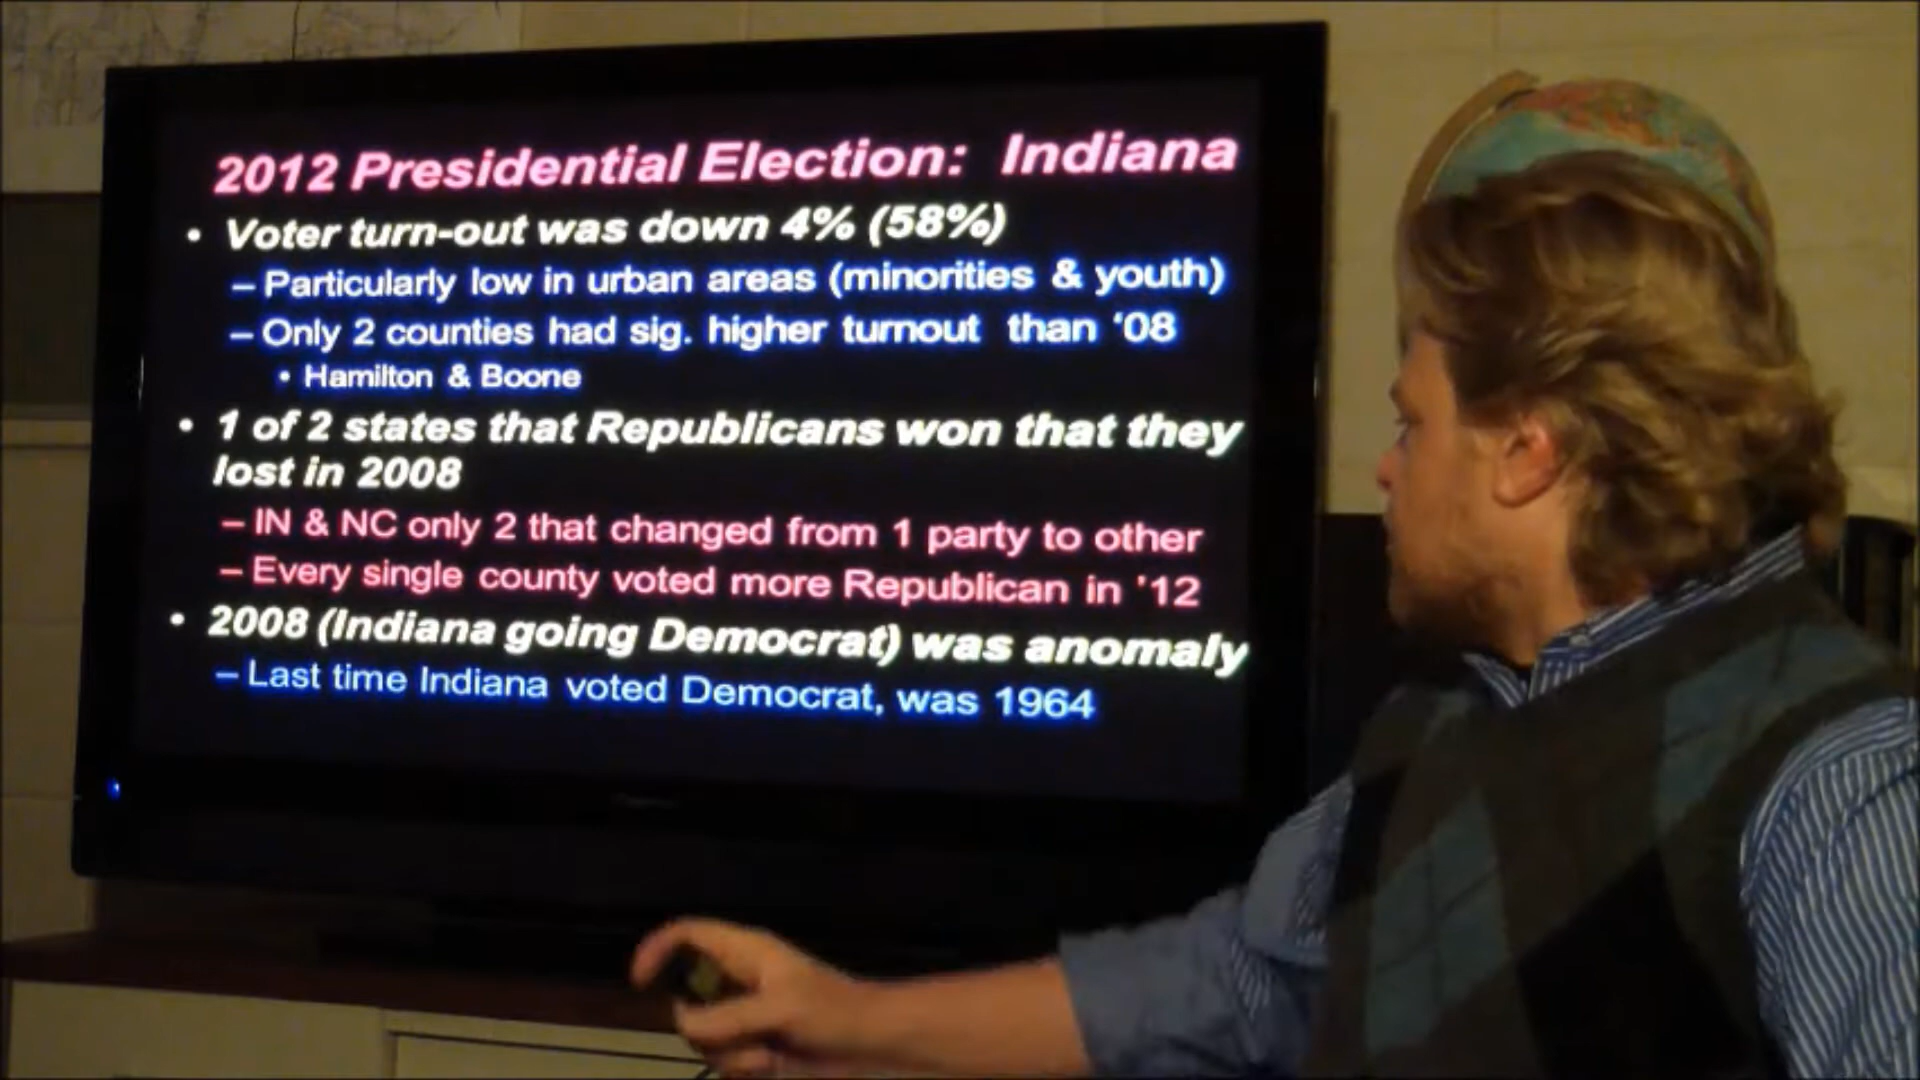 2012 Presidential Election: Indiana
• Voter turn-out was down 4% (58%)
– Particularly low in urban areas (minorities & youth)
– Only 2 counties had sig. higher turnout than ‘08
• Hamilton & Boone
• 1 of 2 states that Republicans won that they
lost in 2008
– IN & NC only 2 that changed from 1 party to other
– Every single county voted more Republican in '12
• 2008 (Indiana going Democrat) was anomaly
– Last time Indiana voted Democrat, was 1964